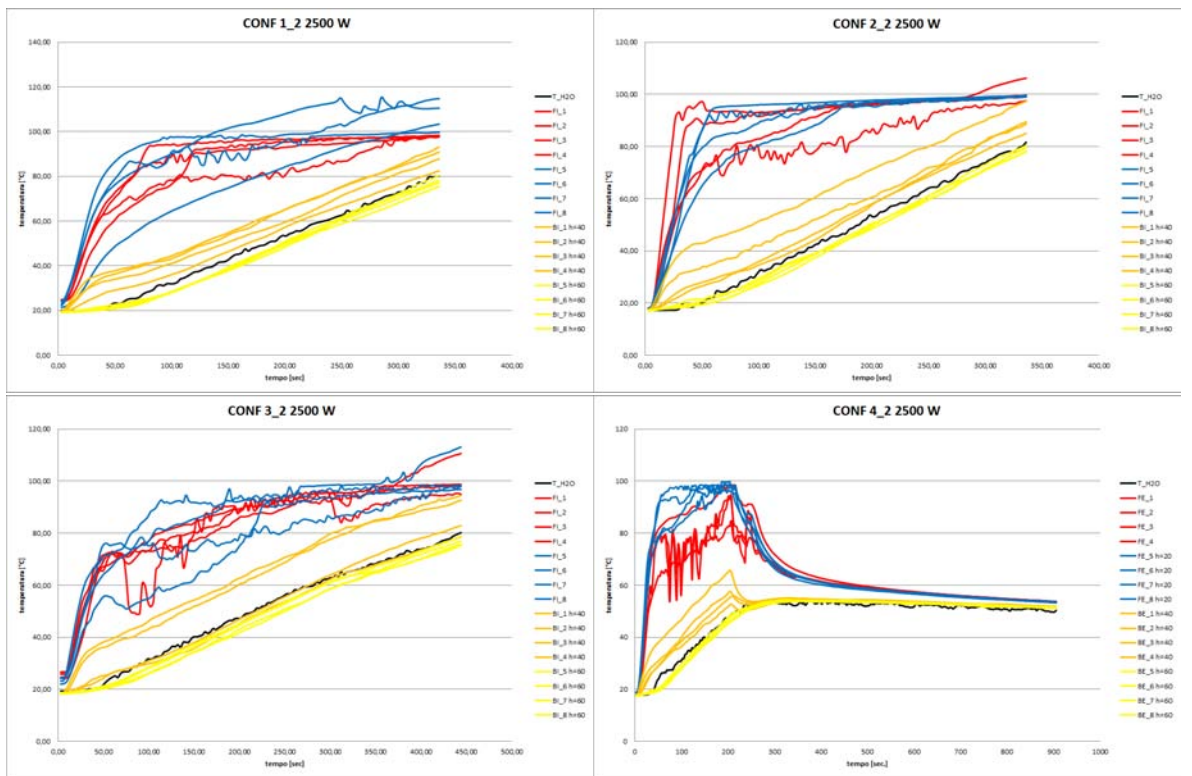 CONF 1_2 2500 W
140,00
120,00
100,00
80,00
60,00
40,00
20,00
0,00
temperatura [°C]
0,00 50,00 100,00 150,00 200,00 250,00 300,00 350,00 400,00
tempo [sec]
T_H2O
FI_1
FI_2
FI_3
FI_4
FI_5
FI_6
FI_7
FI_8
BI_1 h=40
BI_2 h=40
BI_3 h=40
BI_4 h=40
BI_5 h=60
BI_6 h=60
BI_7 h=60
BI_8 h=60
CONF 2_2 2500 W
120,00
100,00
80,00
60,00
40,00
20,00
0,00
temperatura [°C]
0,00 50,00 100,00 150,00 200,00 250,00 300,00 350,00 400,00
tempo [sec]
T_H2O
FI_1
FI_2
FI_3
FI_4
FI_5
FI_6
FI_7
FI_8
BI_1 h=40
BI_2 h=40
BI_3 h=40
BI_4 h=40
BI_5 h=60
BI_6 h=60
BI_7 h=60
BI_8 h=60
CONF 3_2 2500 W
120,00
100,00
80,00
60,00
40,00
20,00
0,00
temperatura [°C]
0,00 50,00 100,00 150,00 200,00 250,00 300,00 350,00 400,00 450,00 500,00
tempo [sec]
T_H2O
FI_1
FI_2
FI_3
FI_4
FI_5
FI_6
FI_7
FI_8
BI_1 h=40
BI_2 h=40
BI_3 h=40
BI_4 h=40
BI_5 h=60
BI_6 h=60
BI_7 h=60
BI_8 h=60
CONF 4_2 2500 W
120
100
80
60
40
20
0
temperatura [°C]
0 100 200 300 400 500 600 700 800 900 1000
tempo [sec.]
T_H2O
FE_1
FE_2
FE_3
FE_4
FE_5 h=20
FE_6 h=20
FE_7 h=20
FE_8 h=20
BE_1 h=40
BE_2 h=40
BE_3 h=40
BE_4 h=40
BE_5 h=60
BE_6 h=60
BE_7 h=60
BE_8 h=60